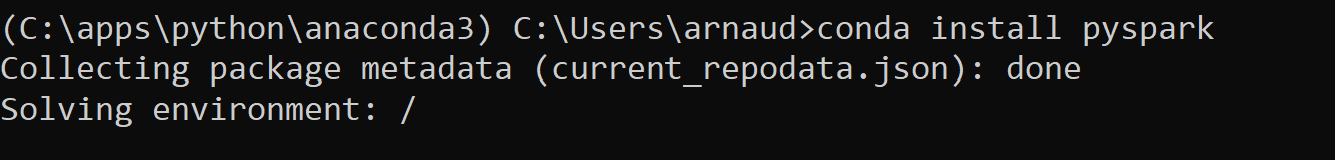 (C:\apps\python\anaconda3) C:\Users\arnaud>conda install pyspark
Collecting package metadata (current_repodata.json): done
Solving environment: /